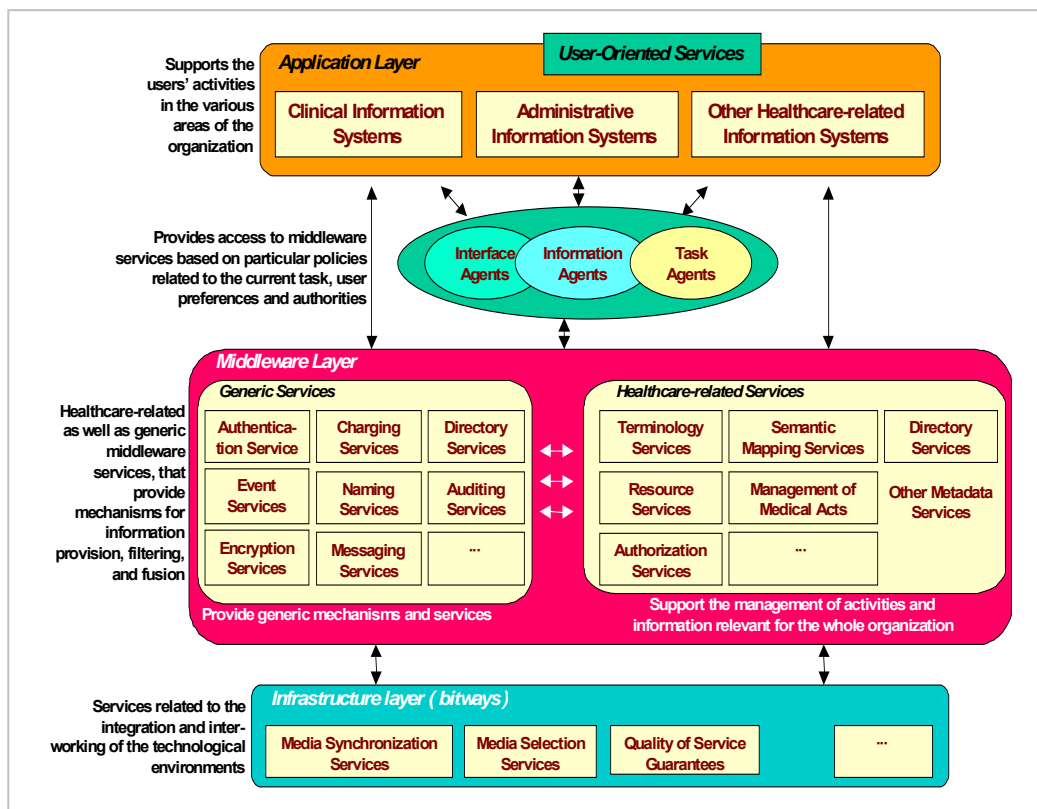 User-Oriented Services
Application Layer
Supports the
users' activities
in the various
areas of the
organization
Clinical Information
Systems
Administrative
Information Systems
Other Healthcare-related
Information Systems
Provides access to middleware
services based on particular policies
related to the current task, user
preferences and authorities
Interface
Agents
Information
Agents
Task
Agents
Middleware Layer
Healthcare-related
as well as generic
middleware
services, that
provide
mechanisms for
information
provision, filtering,
and fusion
Generic Services
Authentica-
tion Service
Charging
Services
Directory
Services
Event
Services
Naming
Services
Auditing
Services
Encryption
Services
Messaging
Services
...
Provide generic mechanisms and services
Healthcare-related Services
Terminology
Services
Semantic
Mapping Services
Directory
Services
Resource
Services
Management of
Medical Acts
Other Metadata
Services
Authorization
Services
...
Support the management of activities and
information relevant for the whole organization
Infrastructure layer ( bitways)
Services related to the
integration and inter-
working of the technological
environments
Media Synchronization
Services
Media Selection
Services
Quality of Service
Guarantees
...